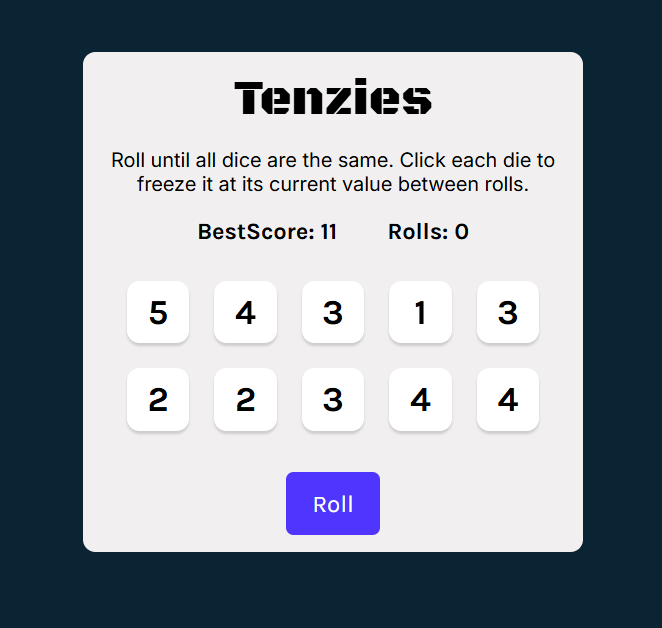 Tenzies
Roll until all dice are the same. Click each die to
freeze it at its current value between rolls.
BestScore: 11 Rolls: 0
5 4 3 1 3
2 2 3 4 4
Roll